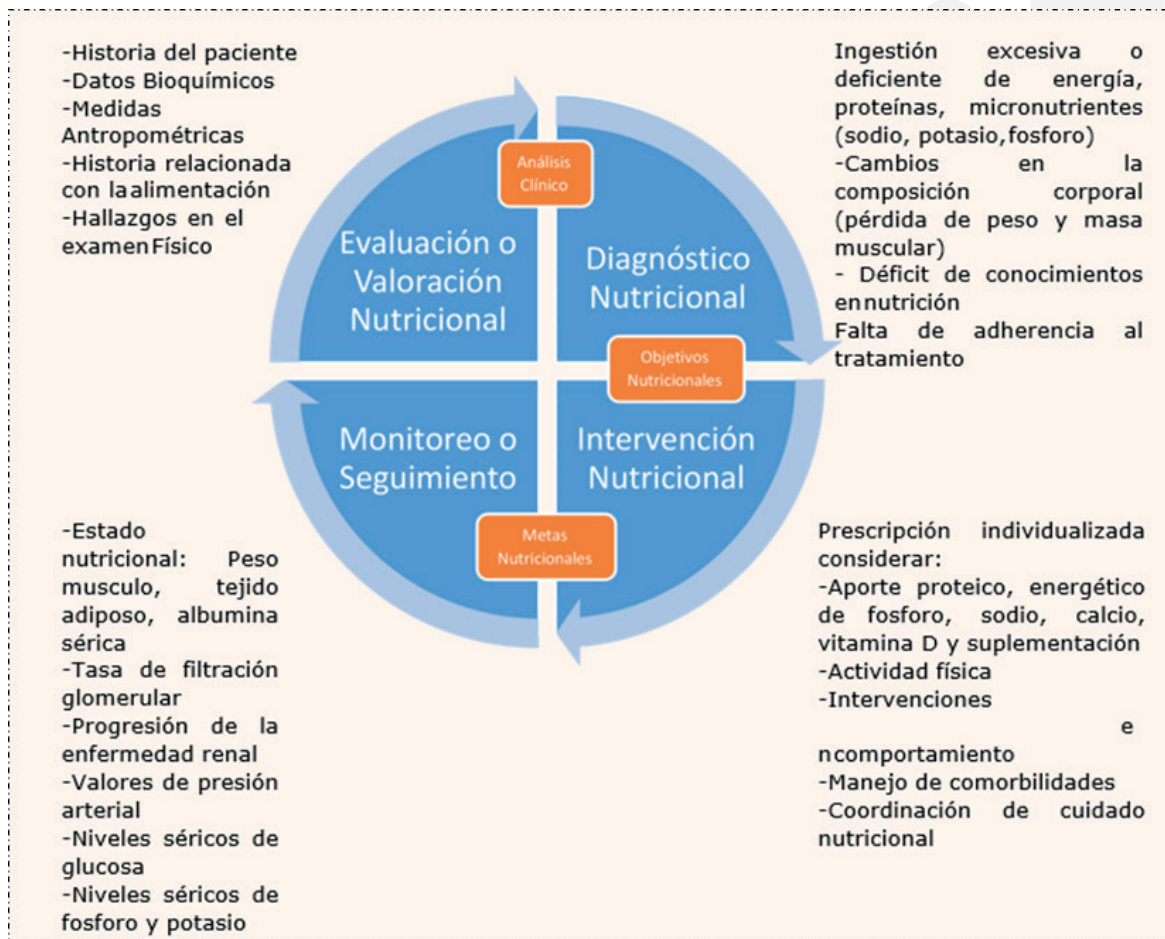 -Historia del paciente
-Datos Bioquímicos
-Medidas
Antropométricas
-Historia relacionada
con laalimentación
-Hallazgos en el
examen Físico
Análisis
Clínico
Evaluación o
Valoración
Nutricional
Diagnóstico
Nutricional
Ingestión excesiva o
deficiente de energía,
proteínas, micronutrientes
(sodio, potasio,fosforo)
-Cambios en la
composición corporal
(pérdida de peso y masa
muscular)
- Déficit de conocimientos
ennutrición
Falta de adherencia al
tratamiento
Objetivos
Nutricionales
Monitoreo o
Seguimiento
Intervención
Nutricional
Metas
Nutricionales
-Estado
nutricional: Peso
musculo, tejido
adiposo, albumina
sérica
-Tasa de filtración
glomerular
-Progresión de la
enfermedad renal
-Valores de presión
arterial
-Niveles séricos de
glucosa
-Niveles séricos de
fosforo y potasio
Prescripción individualizada
considerar:
-Aporte proteico, energético
de fosforo, sodio, calcio,
vitamina D y suplementación
-Actividad física
-Intervenciones
e
ncomportamiento
-Manejo de comorbilidades
-Coordinación de cuidado
nutricional